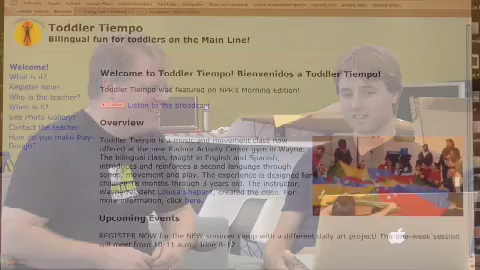 Toddler Tiempo
Bilingual fun for toddlers on the Main Line!
Welcome!
What is it?
Register Now!
Who is the teacher?
When is it?
See Photo Gallery!
Contact the teacher
How do you make Play-
Dough?
Welcome to Toddler Tiempo! Bienvenidos a Toddler Tiempo!
Toddler Tiempo was featured on NPR's Morning Edition!
Listen to the broadcast
Overview
Toddler Tiempo is a music and movement class now
offered at the new Radnor Activity Center gym in Wayne.
The bilingual class, taught in English and Spanish,
introduces and reinforces a second language through
songs, movement and play. The experience is designed for
children 6 months through 3 years old. The instructor,
Wayne resident created the class. For
more information, click here.
Upcoming Events
REGISTER NOW for the NEW summer camp with a different daily art project! The one-week session
will meet from 10-11 a.m., June 8-12